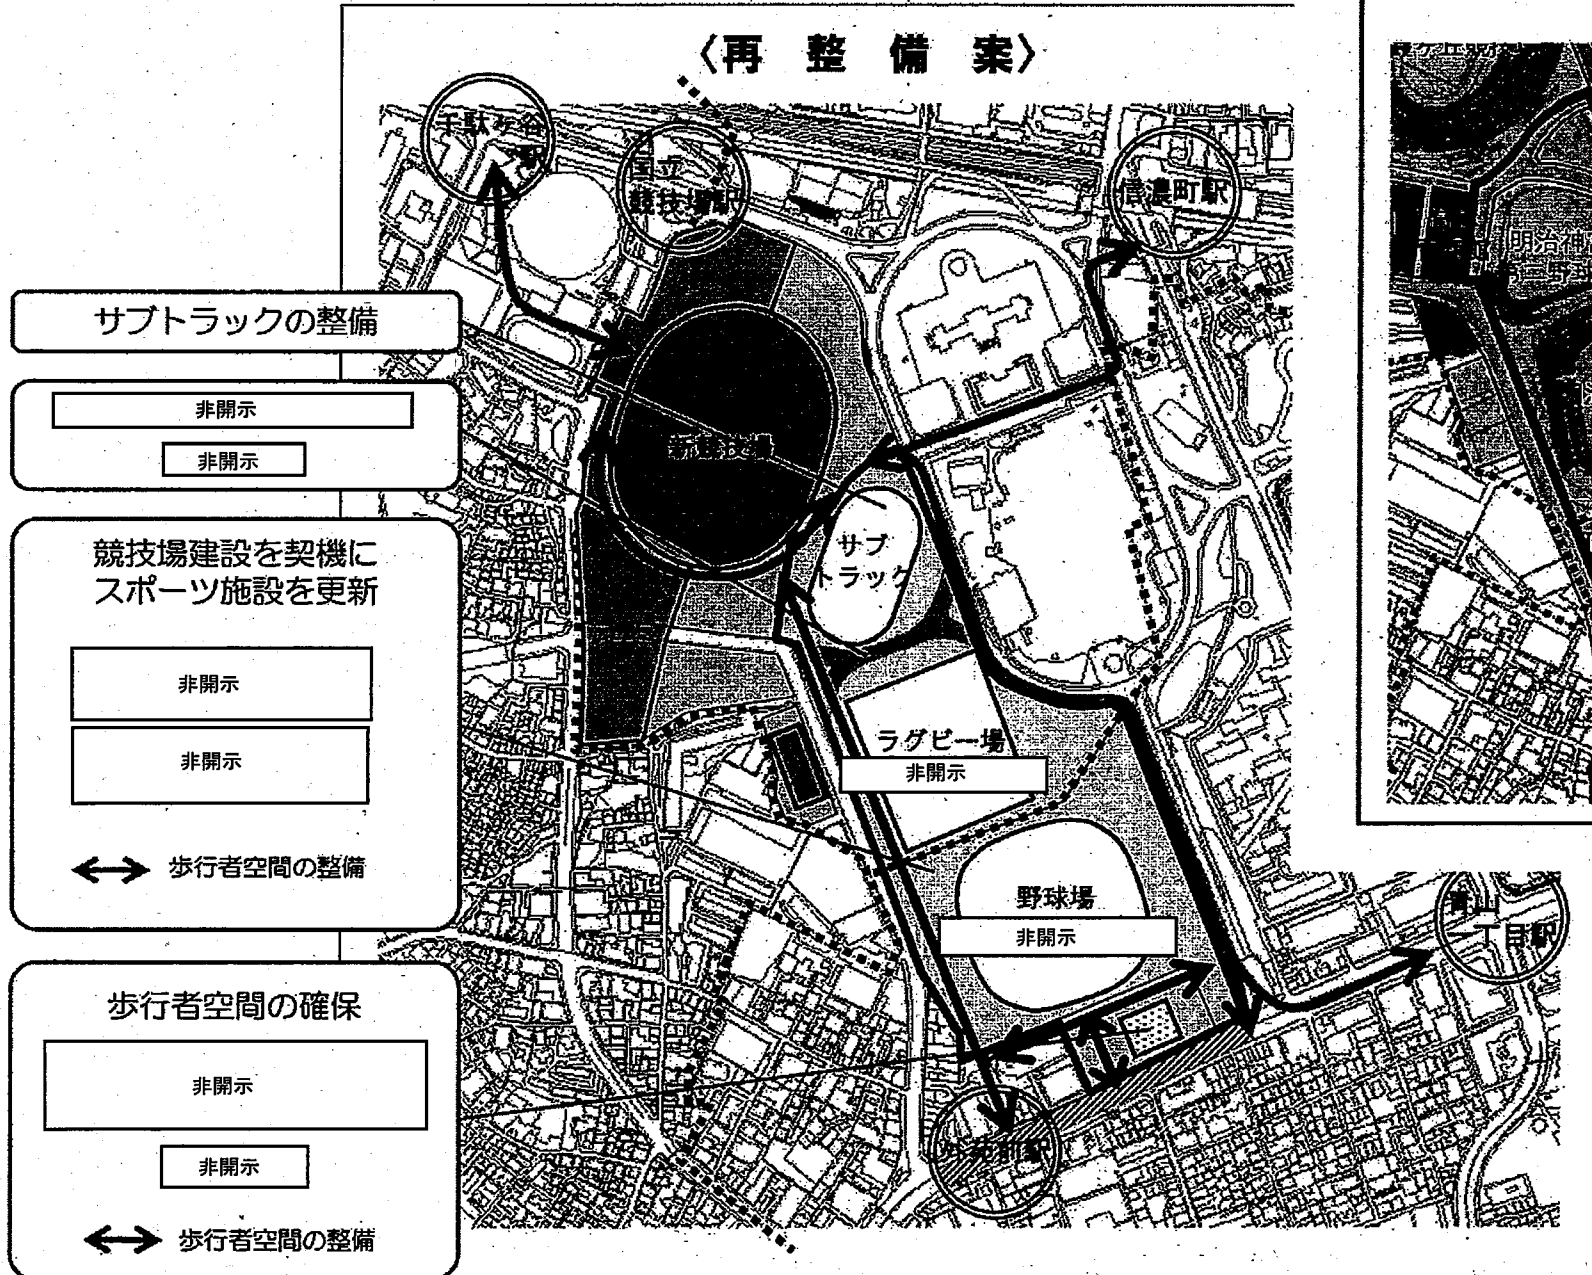 〈再 整 備 案〉
千駄ヶ谷
駅
国立
競技場駅
信濃町駅
サブトラックの整備
非開示
非開示
新競技場
競技場建設を契機に
スポーツ施設を更新
非開示
非開示
歩行者空間の整備
サブ
トラック
ラグビー場
非開示
野球場
非開示
青山
一丁目駅
歩行者空間の確保
非開示
非開示
歩行者空間の整備
外苑前駅
明治神